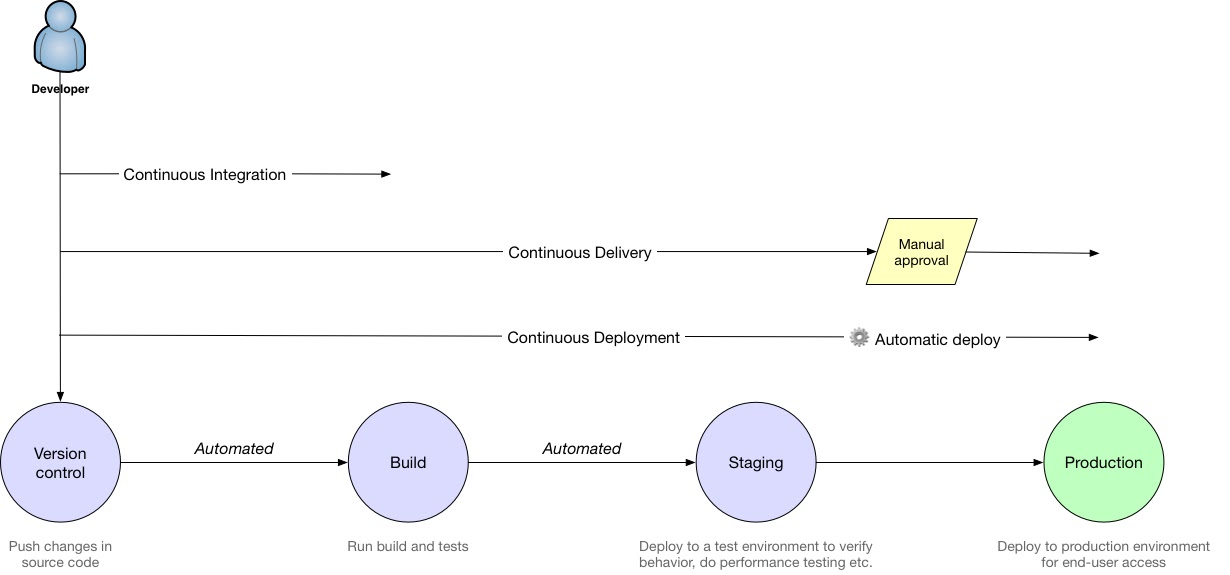 Developer
Continuous Integration
Continuous Delivery
Manual
approval
Continuous Deployment
Automatic deploy
Version
control
Automated
Build
Automated
Staging
Production
Push changes in
source code
Run build and tests
Deploy to a test environment to verify
behavior, do performance testing etc.
Deploy to production environment
for end-user access